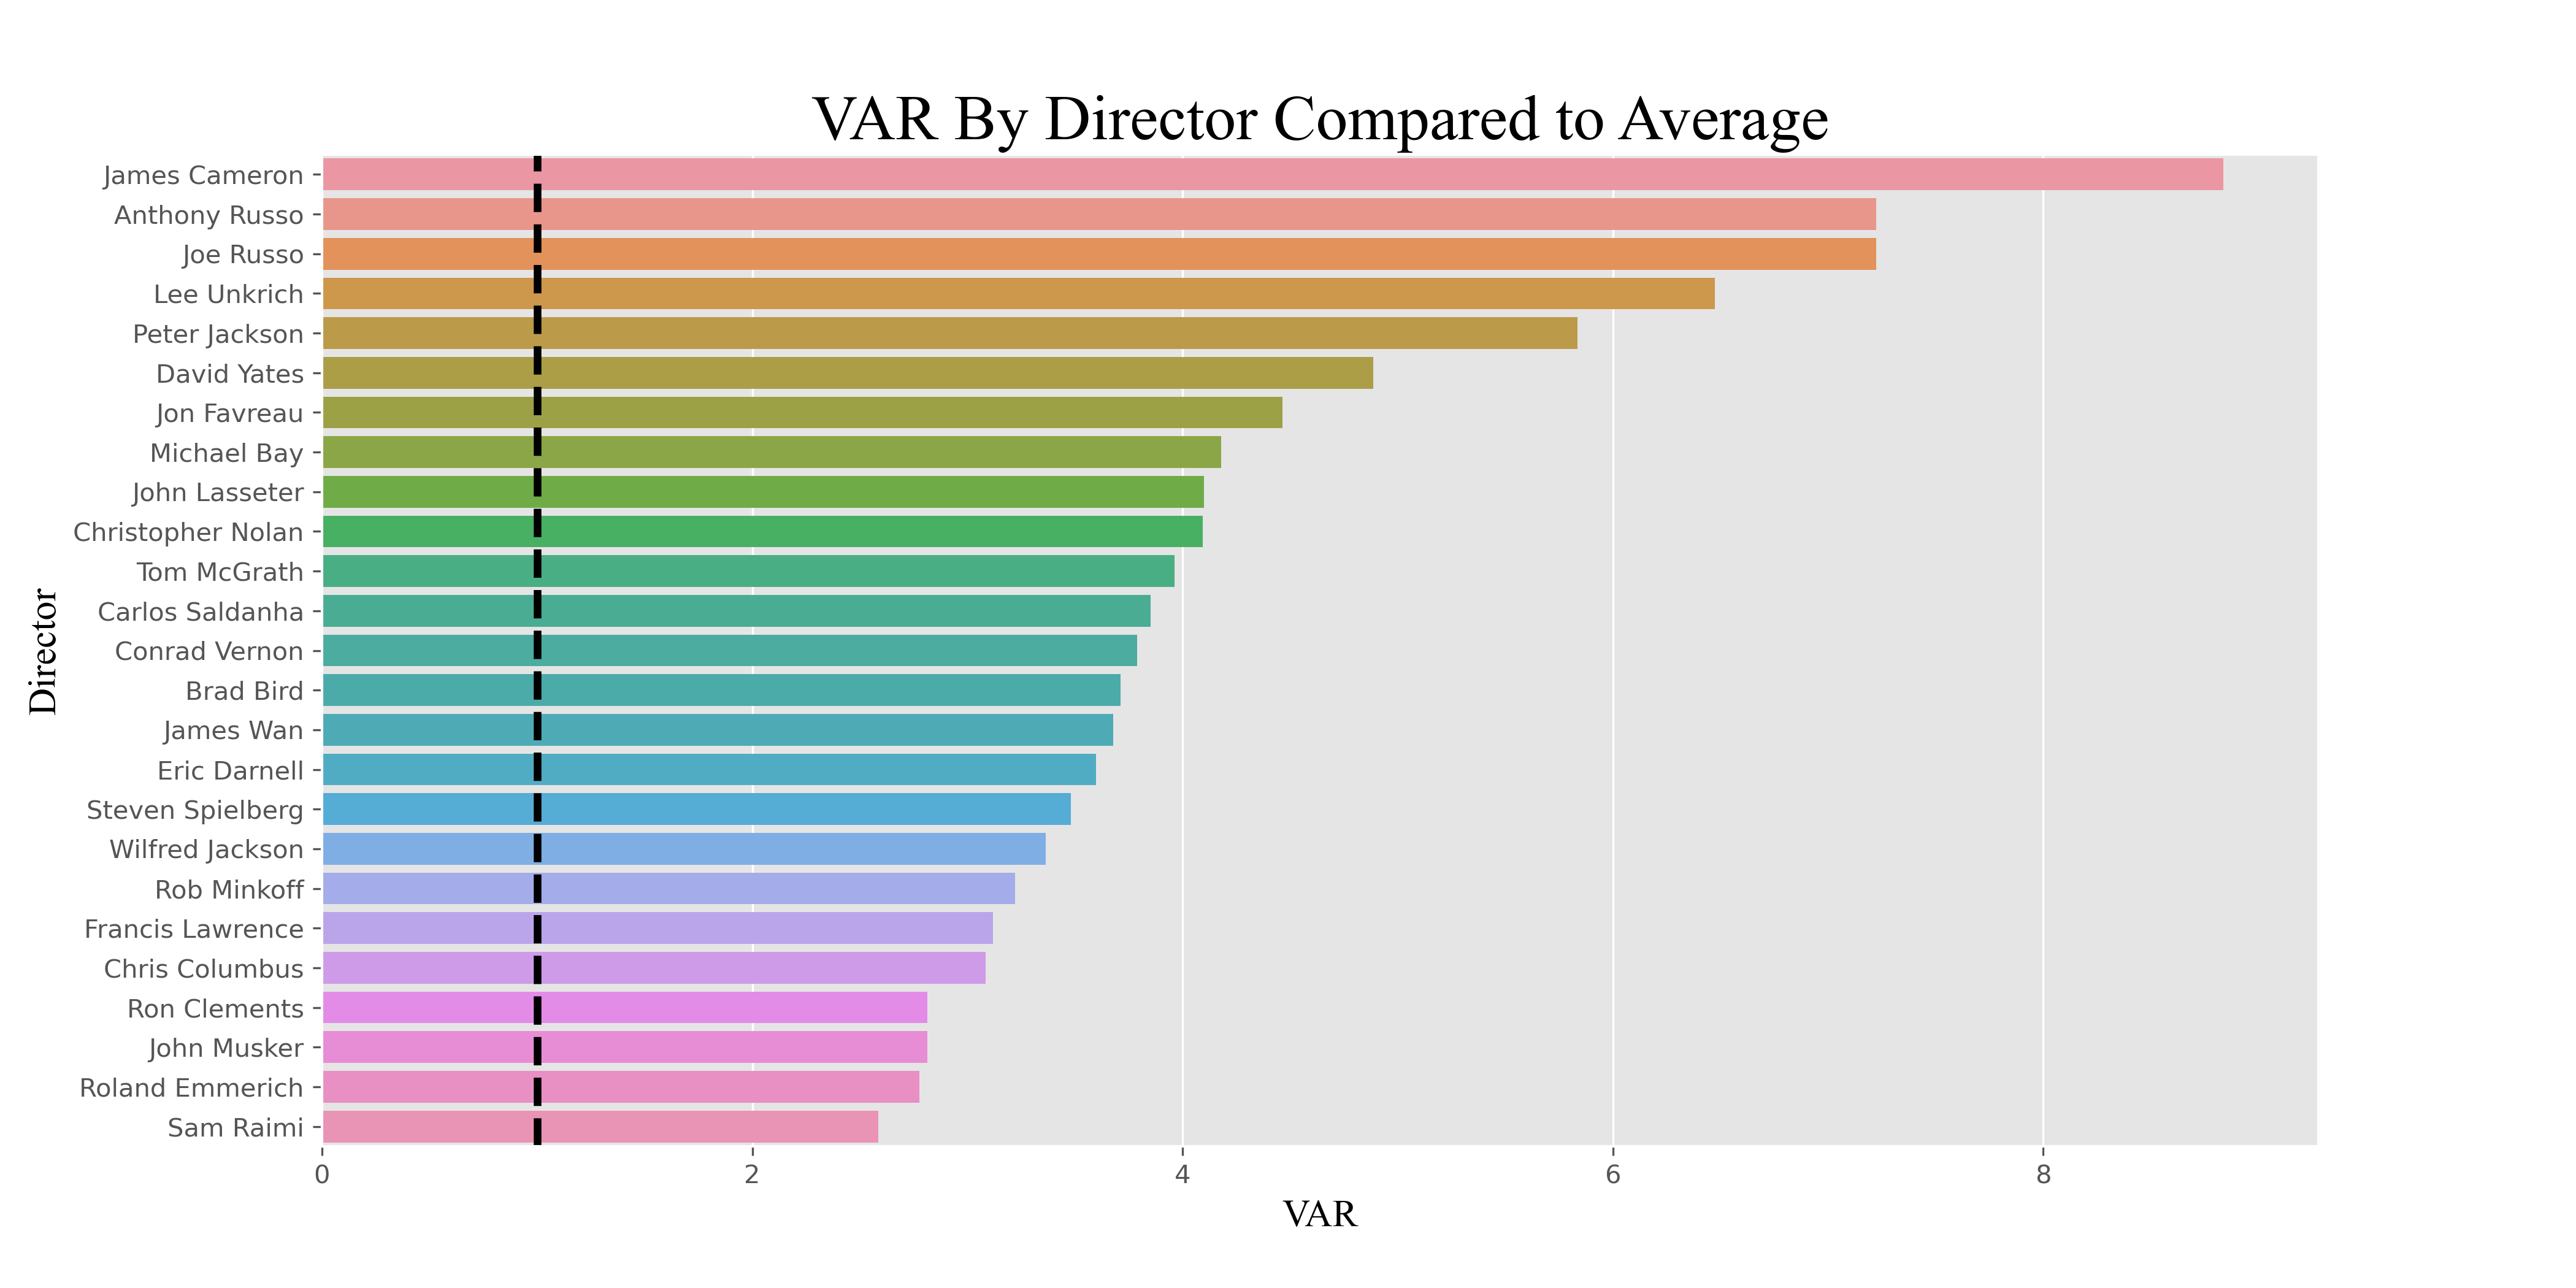 VAR By Director Compared to Average
James Cameron
Anthony Russo
Joe Russo
Lee Unkrich
Peter Jackson
David Yates
Jon Favreau
Michael Bay
John Lasseter
Christopher Nolan
Tom McGrath
Carlos Saldanha
Conrad Vernon
Brad Bird
James Wan
Eric Darnell
Steven Spielberg
Wilfred Jackson
Rob Minkoff
Francis Lawrence
Chris Columbus
Ron Clements
John Musker
Roland Emmerich
Sam Raimi
Director
0 2 4 6 8
VAR